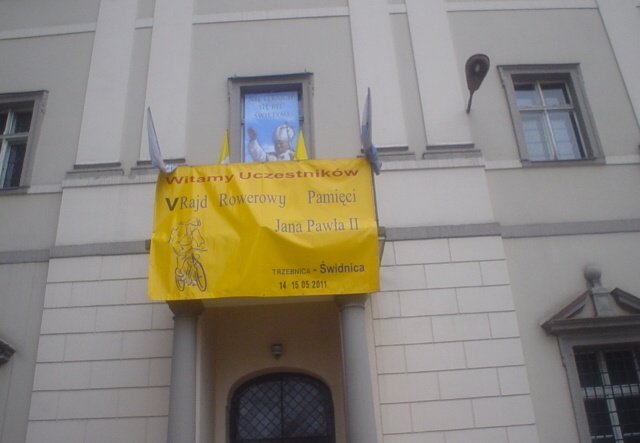 Witamy Uczestników
V Rajd Rowerowy Pamięci
Jana Pawła II
TRZEBNICA - Świdnica
14 15 05 2011